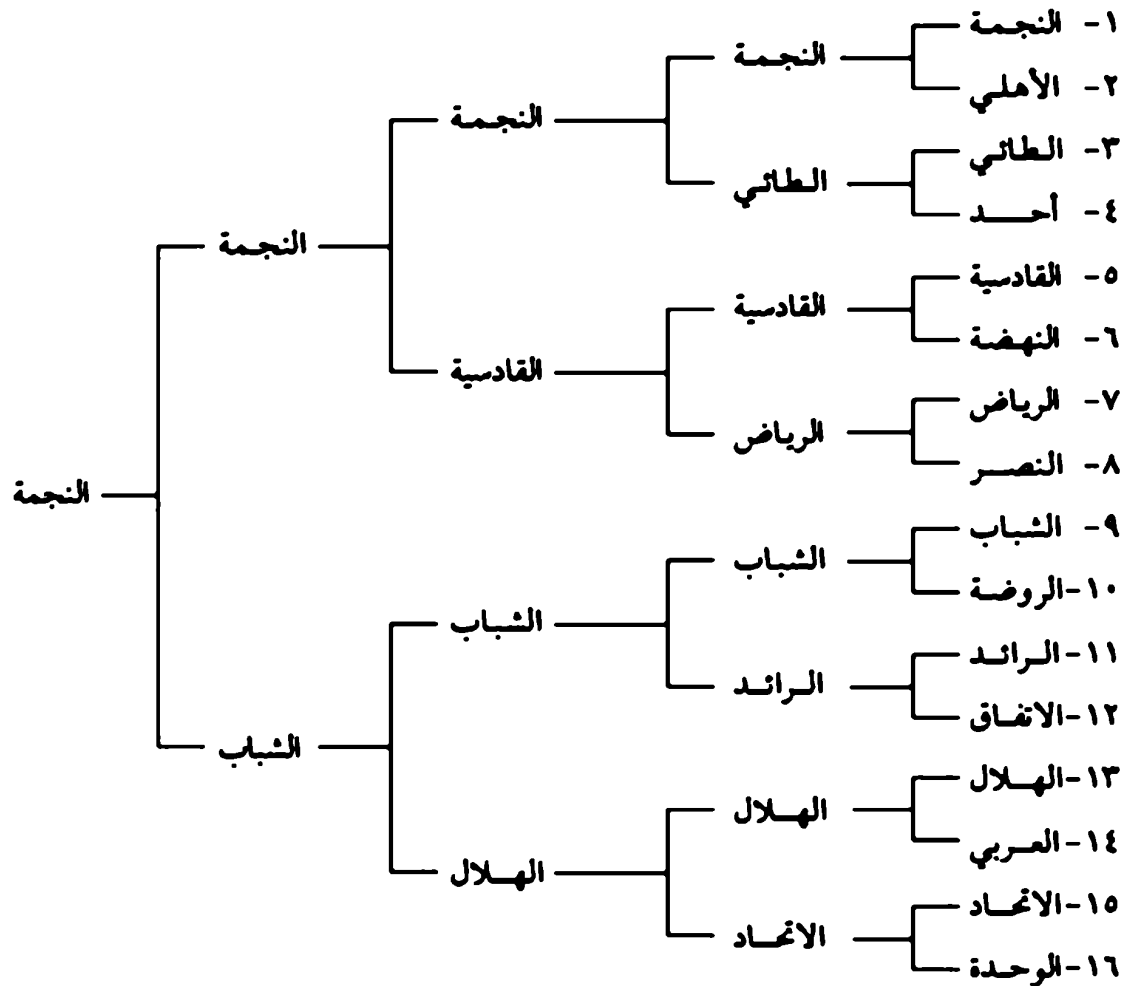 ١- النجمة
٢- الأهلي
٣- الطائي
٤- أحد
٥- القادسية
٦- النهضة
٧- الرياض
٨- النصر
٩- الشباب
١٠-الروضة
١١-الرائد
١٢-الاتفاق
١٣-الهلال
١٤-العربي
١٥-الاتحاد
١٦-الوحدة
النجمة
الطائي
القادسية
الرياض
الشباب
الرائد
الهلال
الاتحاد
النجمة
القادسية
الشباب
الهلال
النجمة
الشباب
النجمة